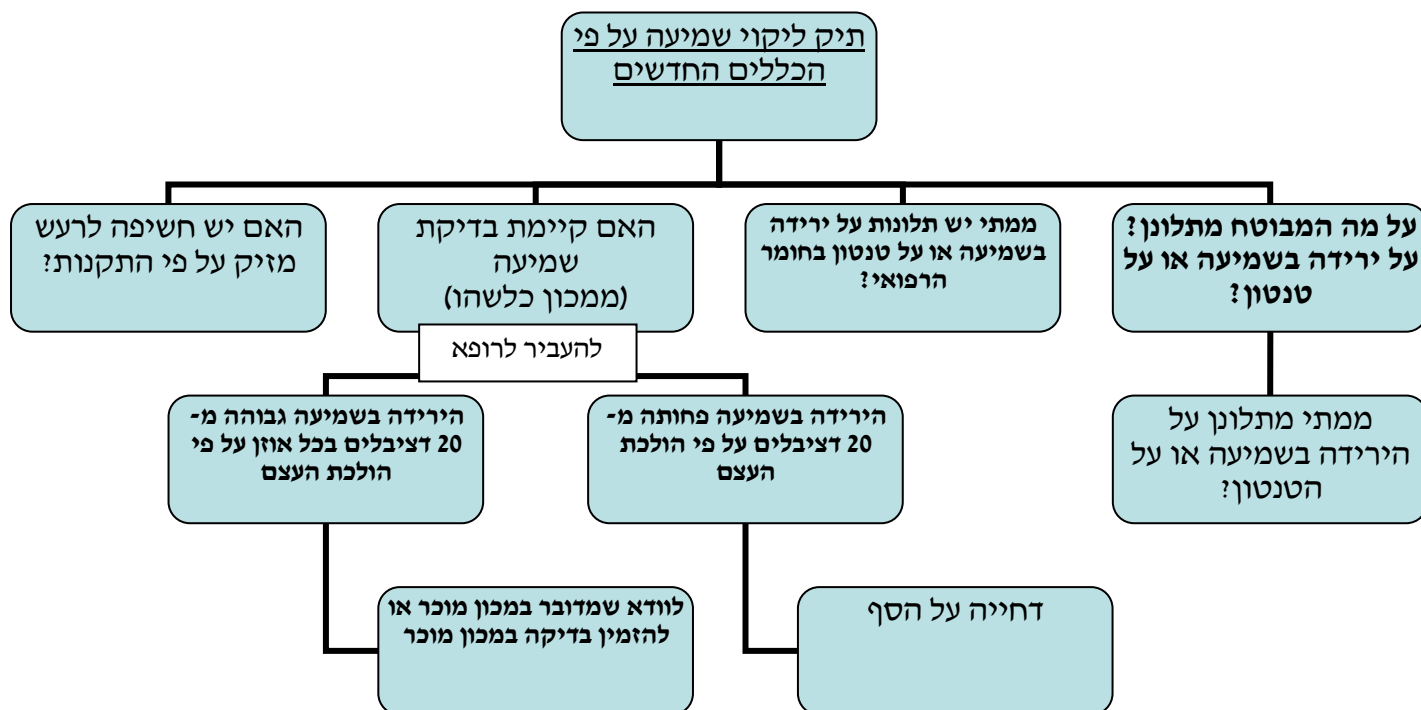 תיק ליקוי שמיעה על פי
הכללים החדשים
על מה המבוטח מתלונן?
על ירידה בשמיעה או על
טנטון?
ממתי יש תלונות על ירידה
בשמיעה או על טנטון בחומר
הרפואי?
האם קיימת בדיקת
שמיעה
(ממכון כלשהו)
האם יש חשיפה לרעש
מזיק על פי התקנות?
להעביר לרופא
ממתי מתלונן על
הירידה בשמיעה או על
הטנטון?
הירידה בשמיעה פחותה מ-
20 דציבלים על פי הולכת
העצם
הירידה בשמיעה גבוהה מ-
20 דציבלים בכל אוזן על פי
הולכת העצם
דחייה על הסף
לוודא שמדובר במכון מוכר או
להזמין בדיקה במכון מוכר